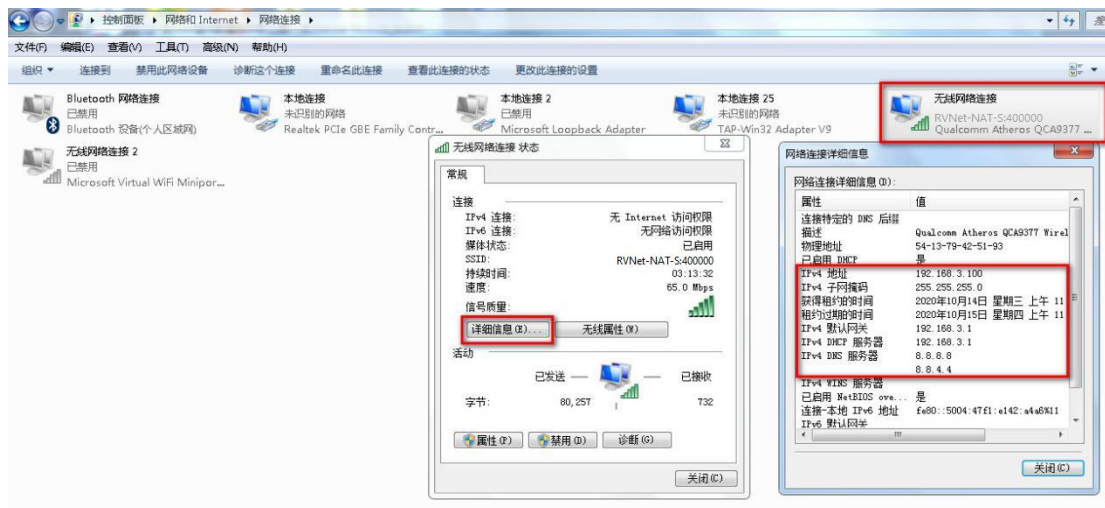 控制面板 ▸ 网络和 Internet ▸ 网络连接 ▸
文件(F) 编辑(E) 查看(V) 工具(T) 高级(N) 帮助(H)
组织 连接到 禁用此网络设备 诊断这个连接 重命名此连接 查看此连接的状态 更改此连接的设置
Bluetooth 网络连接
已禁用
Bluetooth 设备(个人区域网)
本地连接
未识别的网络
Realtek PCIe GBE Family Contr...
本地连接 2
已禁用
Microsoft Loopback Adapter
本地连接 25
未识别的网络
TAP-Win32 Adapter V9
无线网络连接
RVNet-NAT-S:400000
Qualcomm Atheros QCA9377 ...
无线网络连接 2
已禁用
Microsoft Virtual WiFi Minipor...
无线网络连接 状态
常规
连接
IPv4 连接: 无 Internet 访问权限
IPv6 连接: 无网络访问权限
媒体状态: 已启用
SSID: RVNet-NAT-S:400000
持续时间: 03:13:32
速度: 65.0 Mbps
信号质量:
详细信息(E)... 无线属性(W)
活动
已发送 — — 已接收
字节: 80,257 732
属性(P) 禁用(D) 诊断(G)
关闭(C)
网络连接详细信息
网络连接详细信息(D):
属性 值
连接特定的 DNS 后缀
描述 Qualcomm Atheros QCA9377 Wirel
物理地址 54-13-79-42-51-93
已启用 DHCP 是
IPv4 地址 192.168.3.100
IPv4 子网掩码 255.255.255.0
获得租约的时间 2020年10月14日 星期三 上午 11
租约过期的时间 2020年10月15日 星期四 上午 11
IPv4 默认网关 192.168.3.1
IPv4 DHCP 服务器 192.168.3.1
IPv4 DNS 服务器 8.8.8.8
8.8.4.4
IPv4 WINS 服务器
已启用 NetBIOS ove... 是
连接-本地 IPv6 地址 fe80::5004:47f1:e142:a4a6%11
IPv6 默认网关
关闭(C)